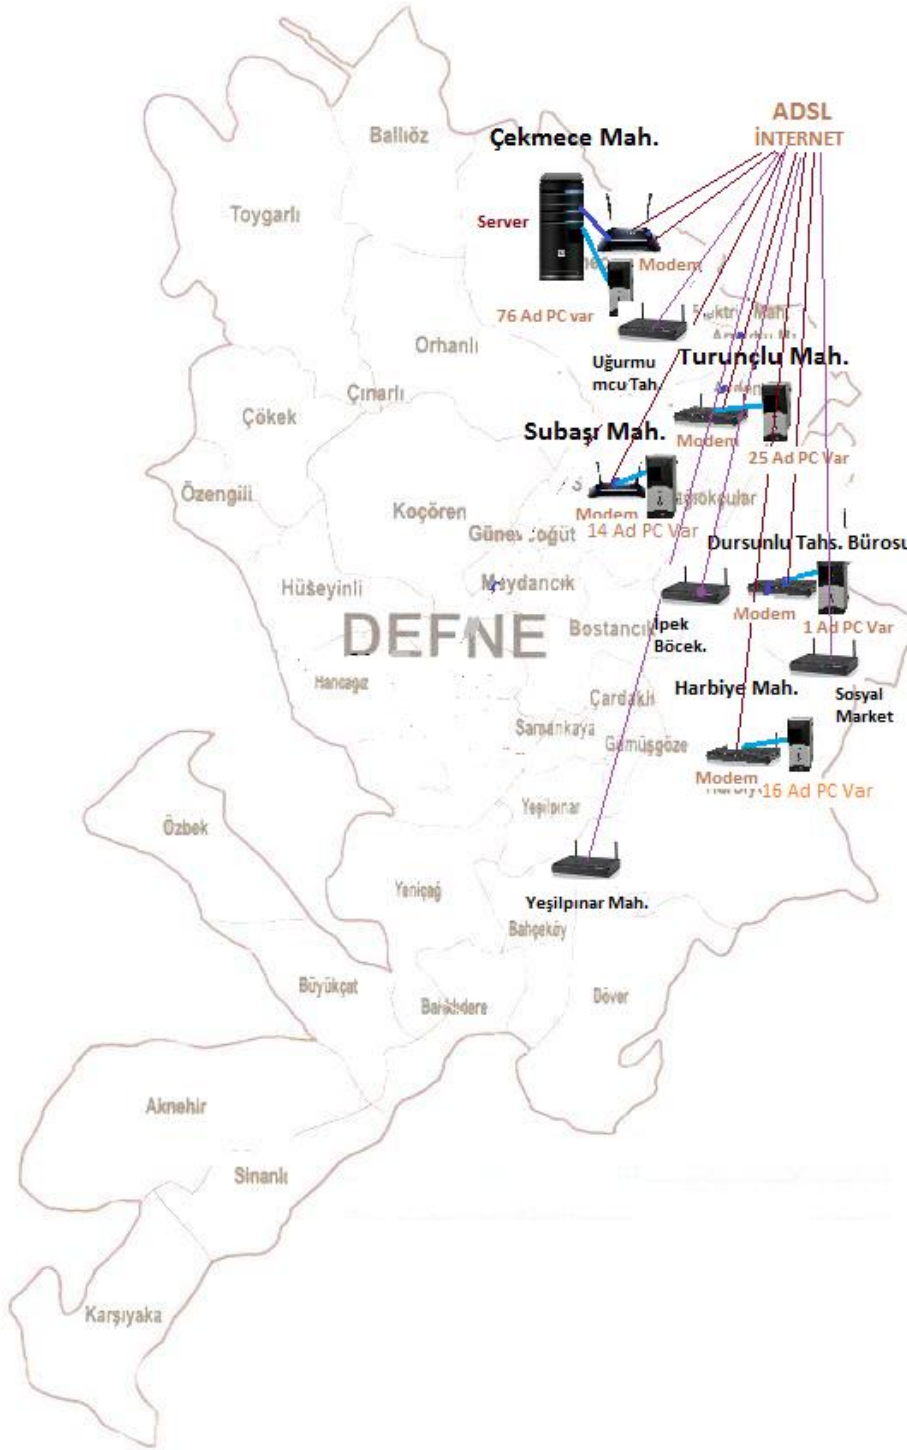 ADSL
İNTERNET
Ballıöz
Çekmece Mah.
Toygarlı
Server
Modem
76 Ad PC var
Orhanlı
Uğurmu
mcu Tah.
Turunçlu Mah.
Çınarlı
Çökek
Modem
25 Ad PC Var
Subaşı Mah.
Özengili
Koçören
Modem
14 Ad PC Var
Dursunlu Tahs. Bürosu
Hüseyinli
Meydancık
Modem
1 Ad PC Var
DEFNE
Bostancık
İpek
Böcek.
Hancağız
Çardaklı
Harbiye Mah.
Sosyal
Market
Samankaya
Gümüşgöze
Modem
16 Ad PC Var
Özbek
Yeşilpınar
Yeniçağ
Yeşilpınar Mah.
Bahçeköy
Büyükçat
Döver
Aknehir
Sinanlı
Karşıyaka